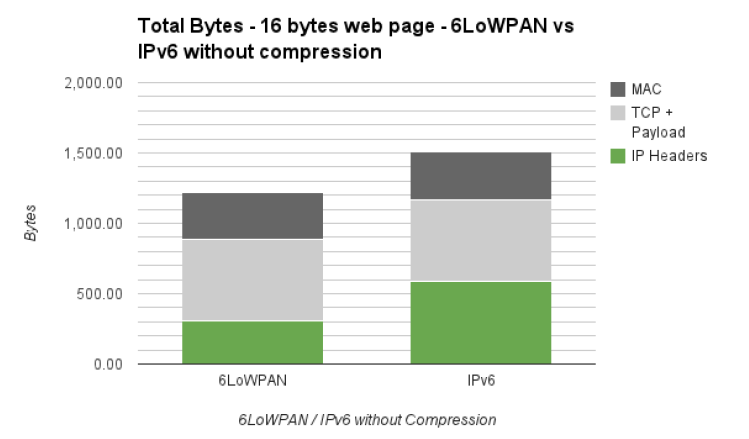 Total Bytes - 16 bytes web page - 6LoWPAN vs
IPv6 without compression
2,000.00
1,500.00
1,000.00
500.00
0.00
Bytes
MAC
TCP +
Payload
IP Headers
6LoWPAN
IPv6
6LoWPAN / IPv6 without Compression